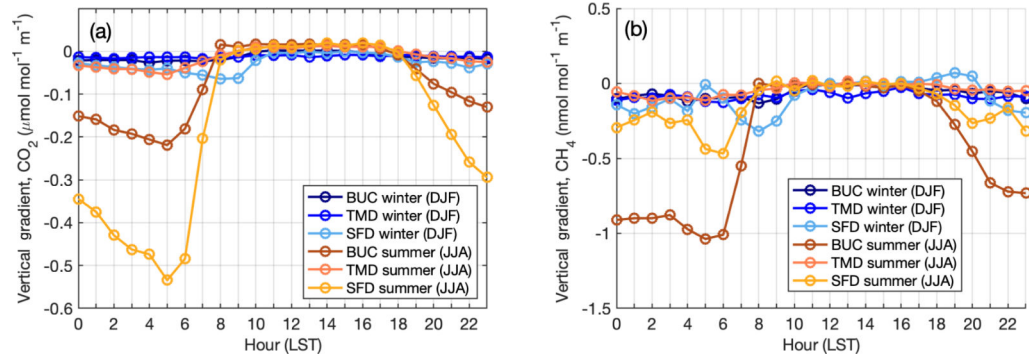 (a)
Vertical gradient, CO₂ (μmol mol⁻¹ m⁻¹)
0.1
0
-0.1
-0.2
-0.3
-0.4
-0.5
-0.6
BUC winter (DJF)
TMD winter (DJF)
SFD winter (DJF)
BUC summer (JJA)
TMD summer (JJA)
SFD summer (JJA)
0 2 4 6 8 10 12 14 16 18 20 22
Hour (LST)
(b)
Vertical gradient, CH₄ (nmol mol⁻¹ m⁻¹)
0.5
0
-0.5
-1
-1.5
BUC winter (DJF)
TMD winter (DJF)
SFD winter (DJF)
BUC summer (JJA)
TMD summer (JJA)
SFD summer (JJA)
0 2 4 6 8 10 12 14 16 18 20 22
Hour (LST)